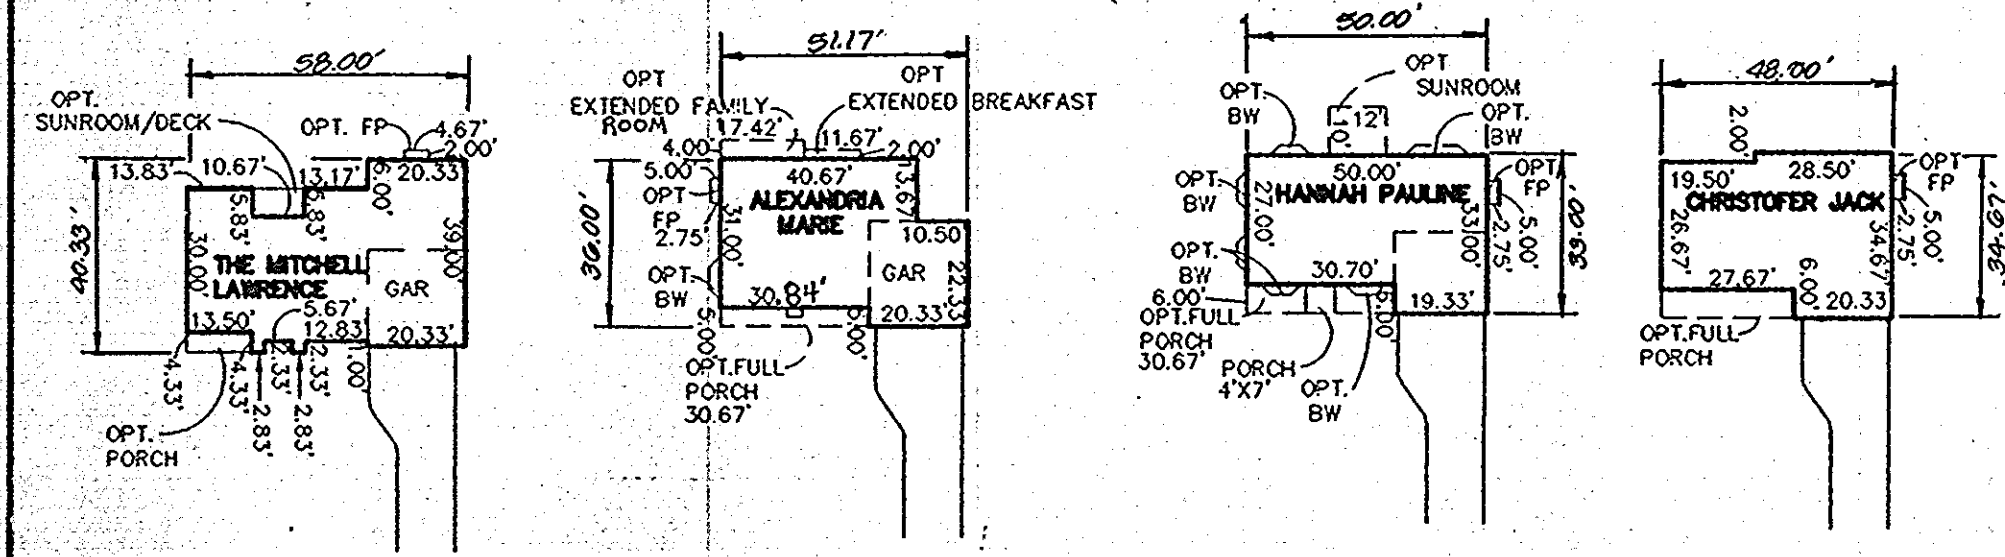 58.00'
OPT.
SUNROOM/DECK
OPT. FP
4.67'
2.00'
13.83'
10.67'
13.17'
6.00'
20.33'
5.83'
5.83'
40.33'
30.00'
39.00'
THE MITCHELL
LAWRENCE
GAR
13.50'
5.67'
12.83'
20.33'
4.33'
4.33'
2.33'
2.33'
1.00'
2.83'
2.83'
OPT.
PORCH
51.17'
OPT
EXTENDED FAMILY
ROOM
OPT
EXTENDED BREAKFAST
17.42'
11.67'
4.00'
2.00'
5.00'
40.67'
13.67'
OPT
FP
2.75'
ALEXANDRIA
MARIE
36.00'
31.00'
10.50'
GAR
OPT
BW
22.33'
30.84'
20.33'
5.00'
5.00'
OPT.FULL
PORCH
30.67'
50.00'
OPT
SUNROOM
OPT.
BW
12'
OPT.
BW
50.00'
OPT
FP
OPT.
BW
HANNAH PAULINE
27.00'
33.00'
5.00'
2.75'
33.00'
OPT.
BW
30.70'
6.00'
19.33'
OPT.FULL
PORCH
30.67'
6.00'
PORCH
4'X7'
OPT.
BW
48.00'
2.00'
19.50'
28.50'
OPT
FP
CHRISTOFER JACK
5.00'
2.75'
26.67'
34.67'
34.67'
27.67'
6.00'
20.33
OPT.FULL
PORCH